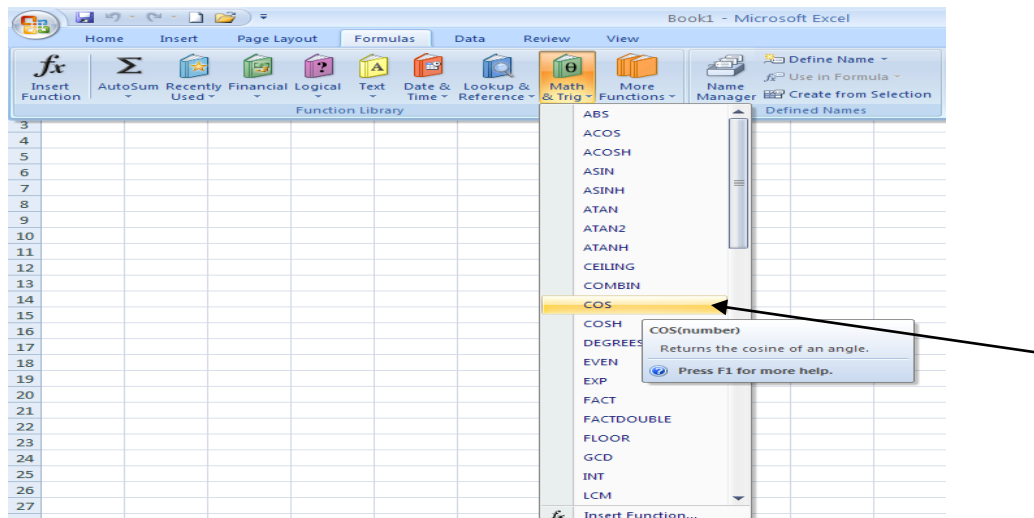 Book1 - Microsoft Excel
Home Insert Page Layout Formulas Data Review View
fx Insert Function
Σ AutoSum
Recently Used
Financial
Logical
Text
Date & Time
Lookup & Reference
Math & Trig
More Functions
Name Manager
Define Name
Use in Formula
Create from Selection
Function Library
Defined Names
3
4
5
6
7
8
9
10
11
12
13
14
15
16
17
18
19
20
21
22
23
24
25
26
27
ABS
ACOS
ACOSH
ASIN
ASINH
ATAN
ATAN2
ATANH
CEILING
COMBIN
COS
COSH
DEGREES
EVEN
EXP
FACT
FACTDOUBLE
FLOOR
GCD
INT
LCM
fx Insert Function...
COS(number)
Returns the cosine of an angle.
Press F1 for more help.